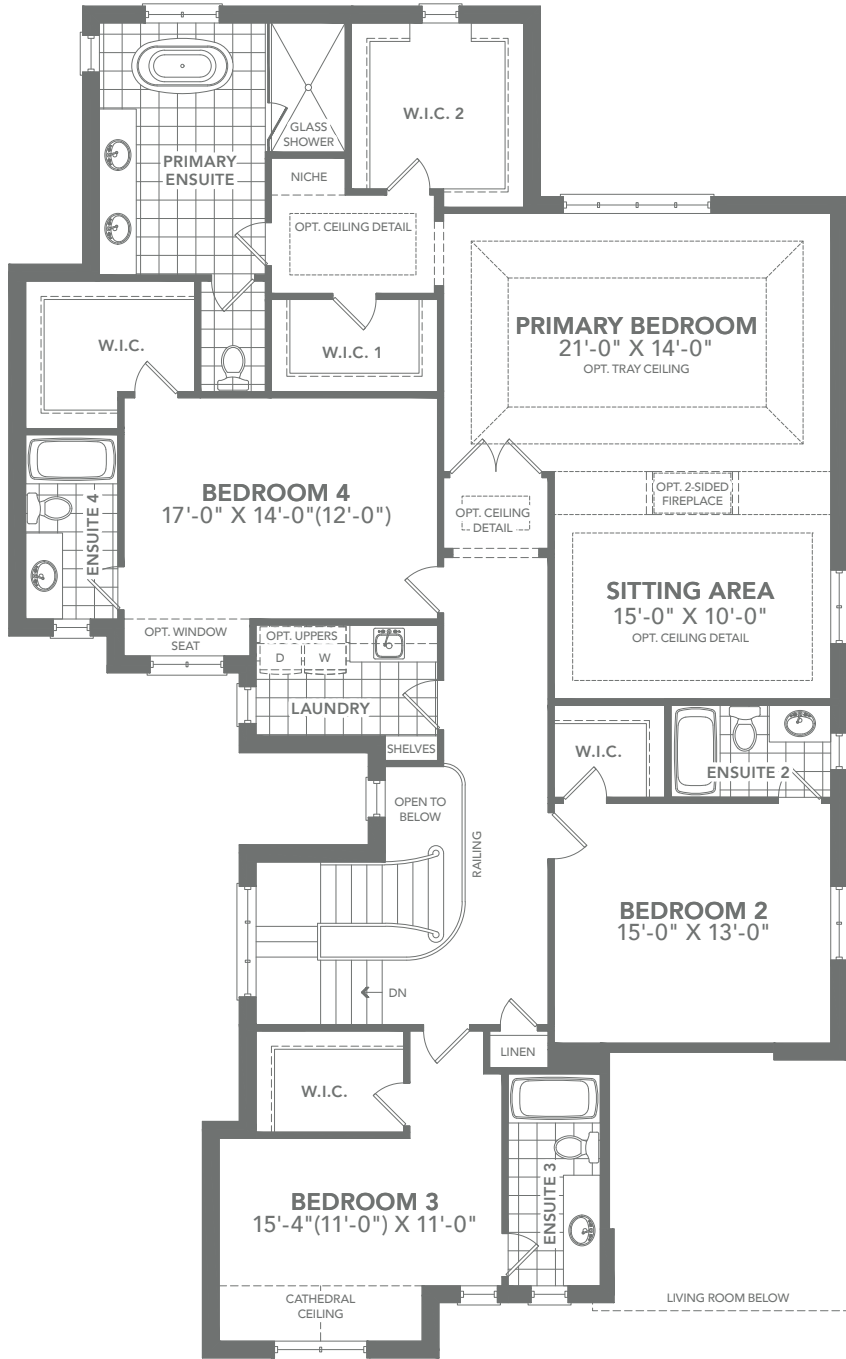 W.I.C. 2
GLASS
SHOWER
PRIMARY
ENSUITE
NICHE
OPT. CEILING DETAIL
W.I.C.
W.I.C. 1
PRIMARY BEDROOM
21'-0" X 14'-0"
OPT. TRAY CEILING
BEDROOM 4
17'-0" X 14'-0"(12'-0")
ENSUITE 4
OPT. CEILING
DETAIL
OPT. 2-SIDED
FIREPLACE
SITTING AREA
15'-0" X 10'-0"
OPT. CEILING DETAIL
OPT. WINDOW
SEAT
OPT. UPPERS
D
W
LAUNDRY
SHELVES
W.I.C.
ENSUITE 2
OPEN TO
BELOW
RAILING
BEDROOM 2
15'-0" X 13'-0"
DN
LINEN
W.I.C.
ENSUITE 3
BEDROOM 3
15'-4"(11'-0") X 11'-0"
CATHEDRAL
CEILING
LIVING ROOM BELOW